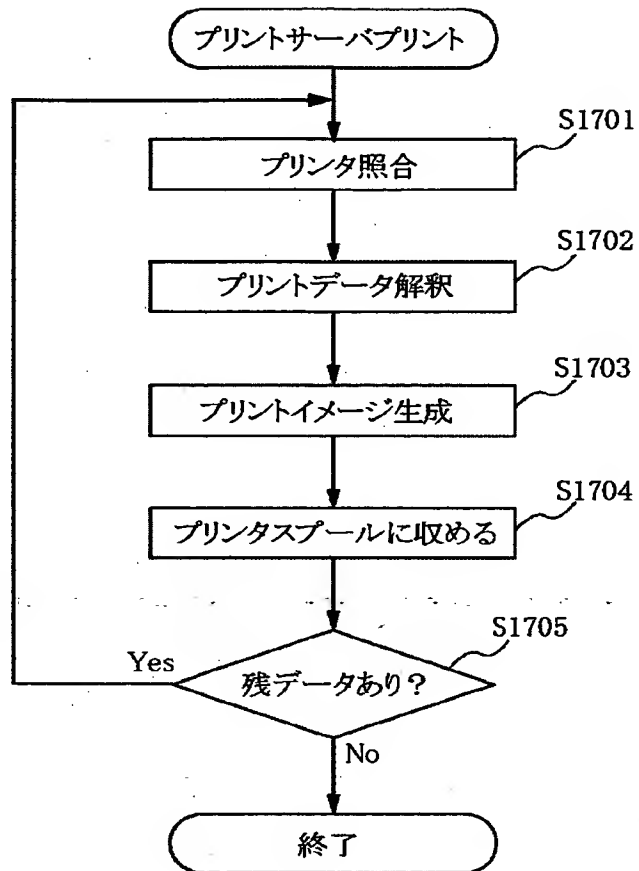 プリントサーバプリント
S1701
プリンタ照合
S1702
プリントデータ解釈
S1703
プリントイメージ生成
S1704
プリンタスプールに収める
S1705
Yes
残データあり?
No
終了